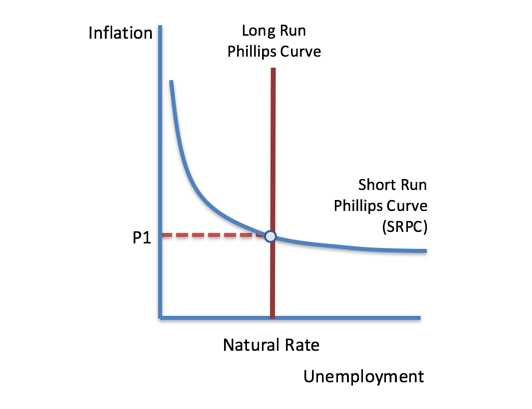 Inflation
Long Run
Phillips Curve
Short Run
Phillips Curve
(SRPC)
P1
Natural Rate
Unemployment